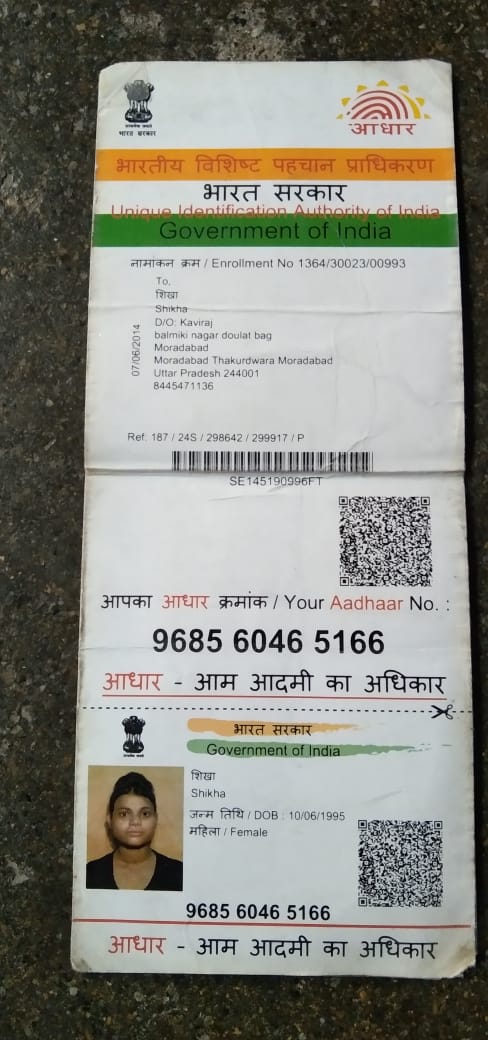 सत्यमेव जयते
भारत सरकार
आधार
भारतीय विशिष्ट पहचान प्राधिकरण
भारत सरकार
Unique Identification Authority of India
Government of India
नामांकन क्रम / Enrollment No 1364/30023/00993
To,
शिखा
Shikha
D/O: Kaviraj
balmiki nagar doulat bag
Moradabad
Moradabad Thakurdwara Moradabad
Uttar Pradesh 244001
8445471136
07/06/2014
Ref: 187 / 24S / 298642 / 299917 / P
SE145190996FT
आपका आधार क्रमांक / Your Aadhaar No. :
9685 6046 5166
आधार - आम आदमी का अधिकार
भारत सरकार
Government of India
शिखा
Shikha
जन्म तिथि / DOB : 10/06/1995
महिला / Female
9685 6046 5166
आधार - आम आदमी का अधिकार